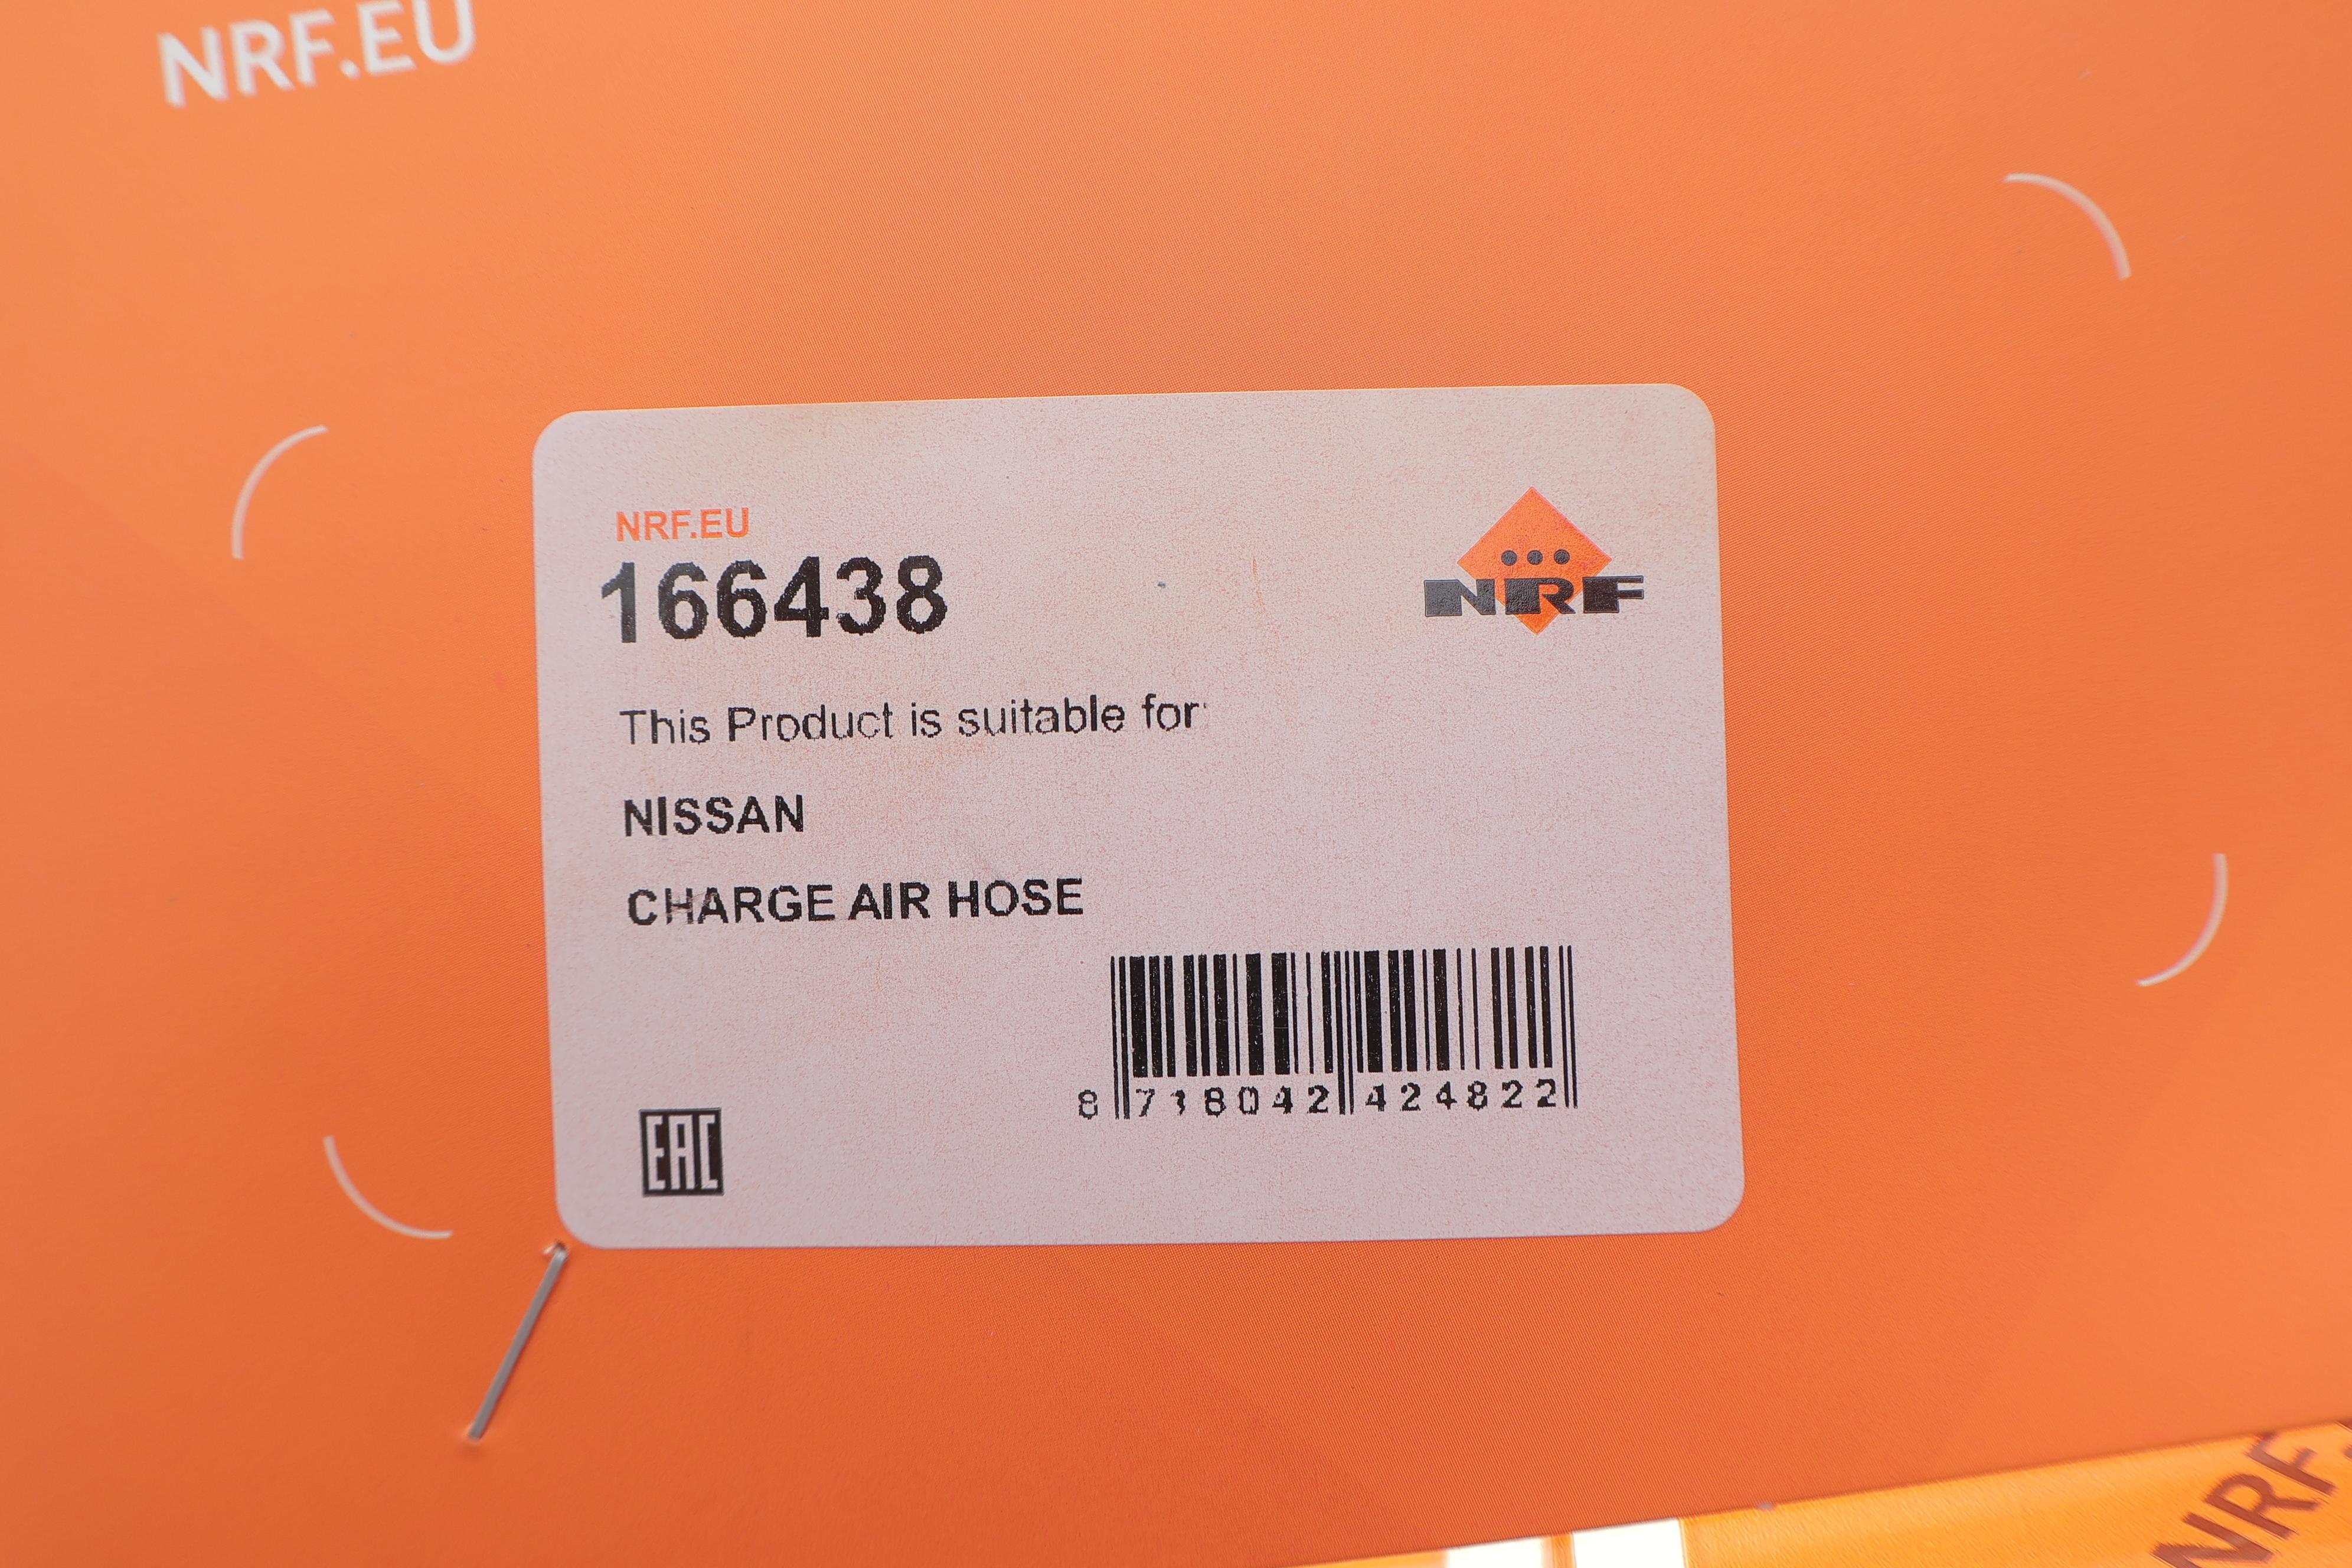 NRF.EU
NRF.EU
166438
NRF
This Product is suitable for
NISSAN
CHARGE AIR HOSE
8 718042 424822
EAC
NRF.